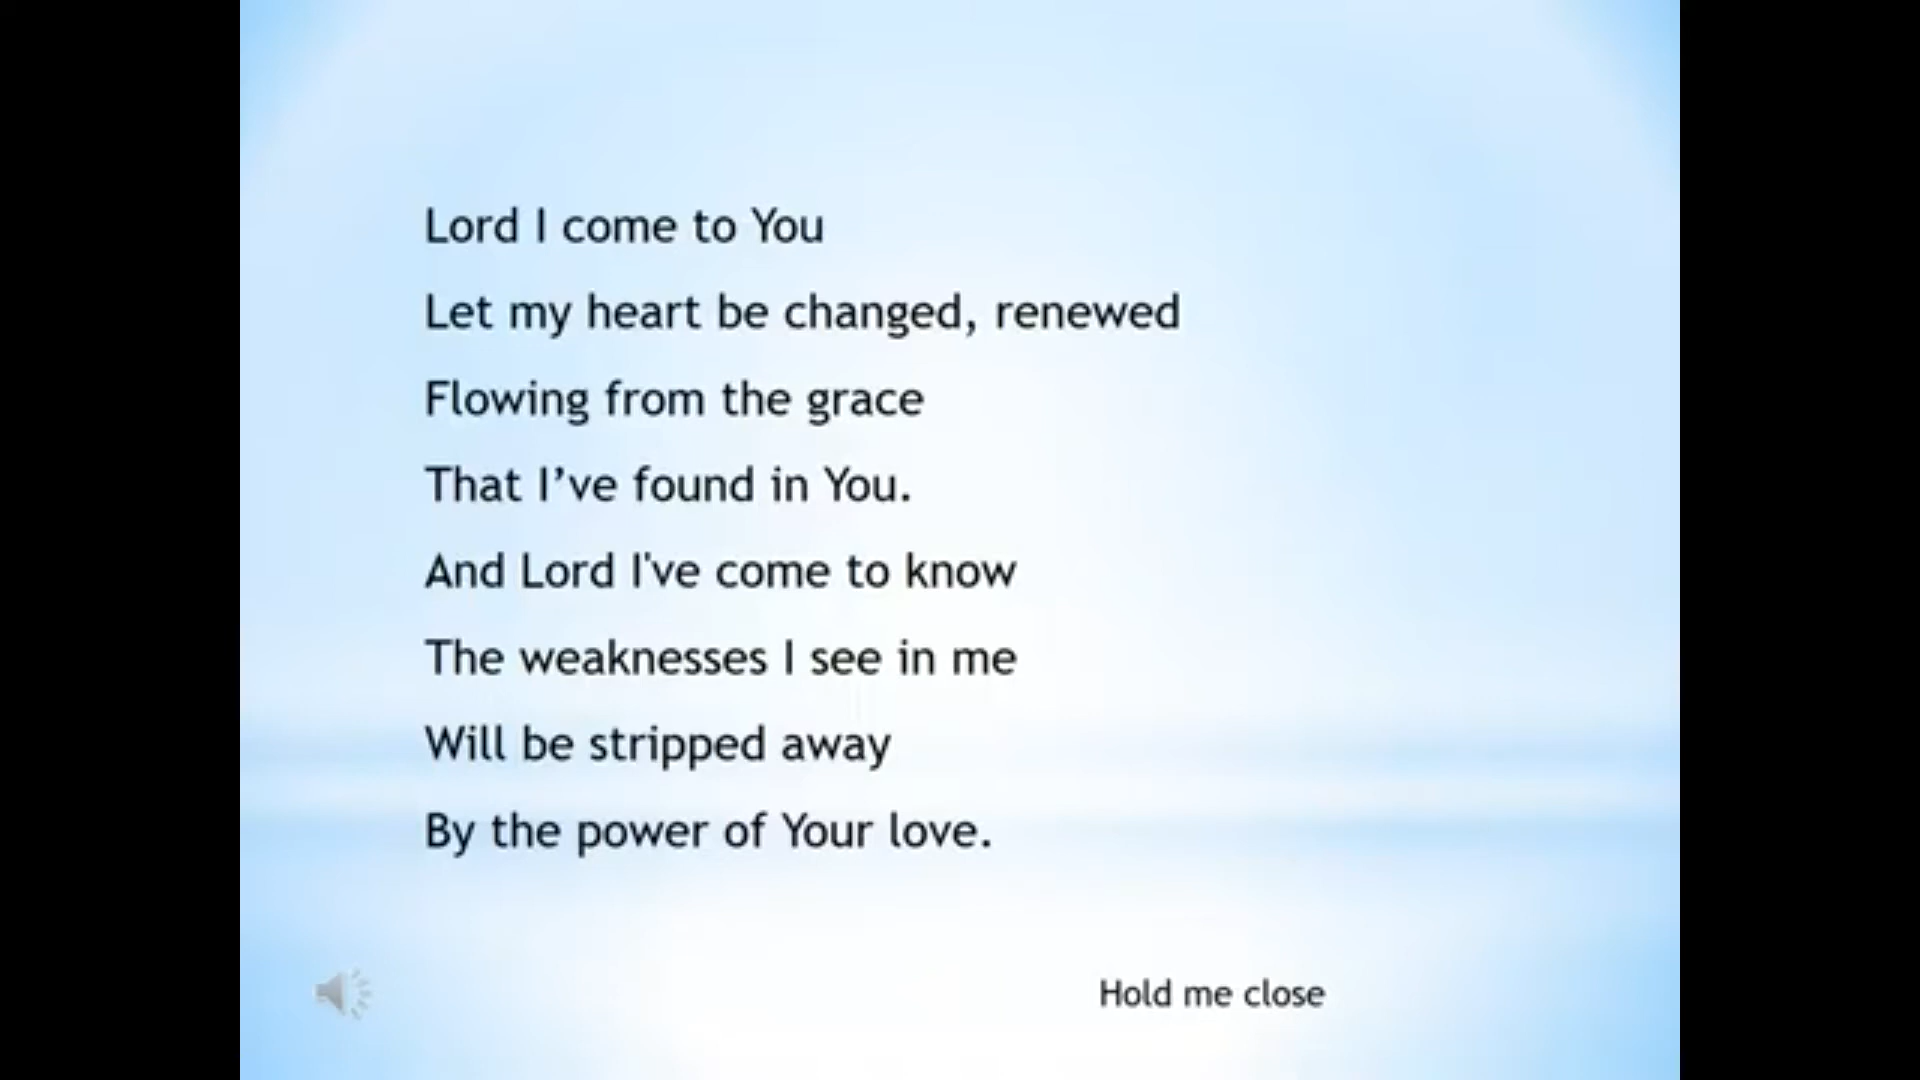 Lord I come to You
Let my heart be changed, renewed
Flowing from the grace
That I’ve found in You.
And Lord I've come to know
The weaknesses I see in me
Will be stripped away
By the power of Your love.
Hold me close